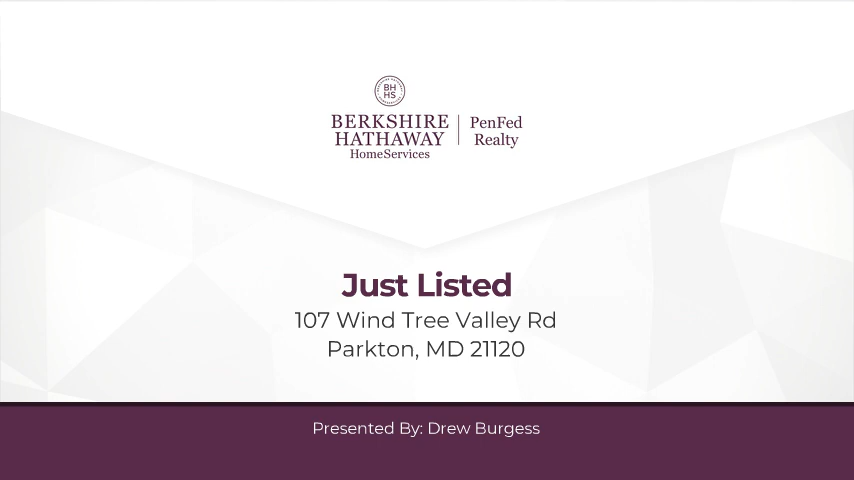 BH
HS
BERKSHIRE
HATHAWAY
HomeServices
PenFed
Realty
Just Listed
107 Wind Tree Valley Rd
Parkton, MD 21120
Presented By: Drew Burgess